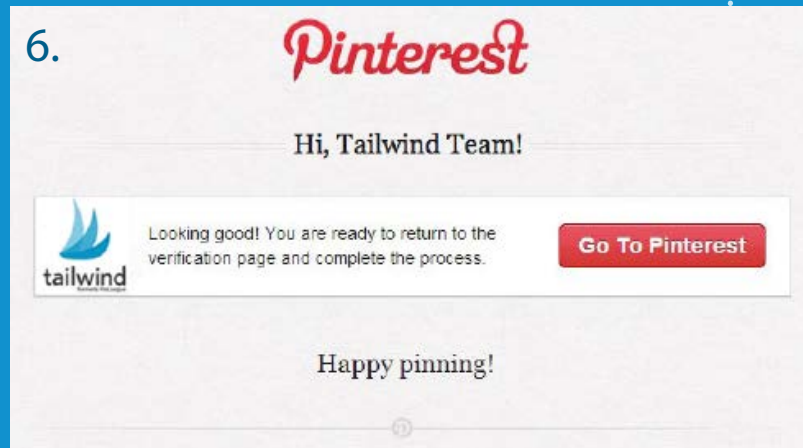 6.
Pinterest
Hi, Tailwind Team!
Looking good! You are ready to return to the
verification page and complete the process.
Go To Pinterest
tailwind
Happy pinning!